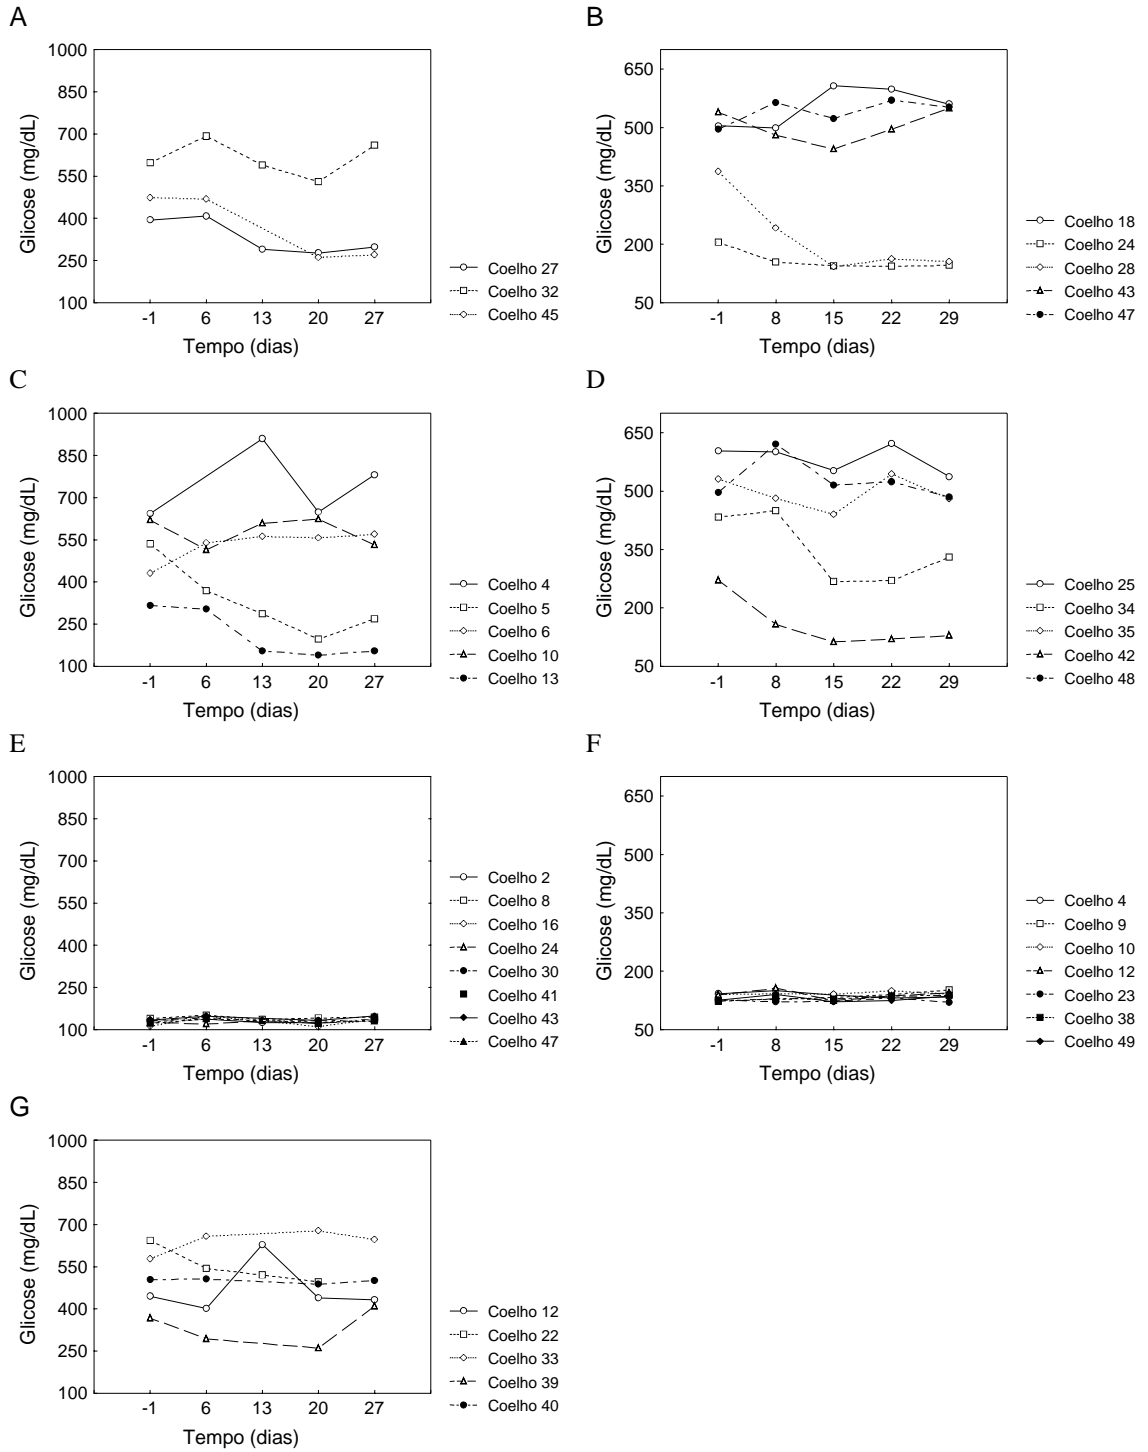 A
1000
850
700
550
400
250
100
Glicose (mg/dL)
-1 6 13 20 27
Tempo (dias)
Coelho 27
Coelho 32
Coelho 45
B
650
500
350
200
50
Glicose (mg/dL)
-1 8 15 22 29
Tempo (dias)
Coelho 18
Coelho 24
Coelho 28
Coelho 43
Coelho 47
C
1000
850
700
550
400
250
100
Glicose (mg/dL)
-1 6 13 20 27
Tempo (dias)
Coelho 4
Coelho 5
Coelho 6
Coelho 10
Coelho 13
D
650
500
350
200
50
Glicose (mg/dL)
-1 8 15 22 29
Tempo (dias)
Coelho 25
Coelho 34
Coelho 35
Coelho 42
Coelho 48
E
1000
850
700
550
400
250
100
Glicose (mg/dL)
-1 6 13 20 27
Tempo (dias)
Coelho 2
Coelho 8
Coelho 16
Coelho 24
Coelho 30
Coelho 41
Coelho 43
Coelho 47
F
650
500
350
200
50
Glicose (mg/dL)
-1 8 15 22 29
Tempo (dias)
Coelho 4
Coelho 9
Coelho 10
Coelho 12
Coelho 23
Coelho 38
Coelho 49
G
1000
850
700
550
400
250
100
Glicose (mg/dL)
-1 6 13 20 27
Tempo (dias)
Coelho 12
Coelho 22
Coelho 33
Coelho 39
Coelho 40